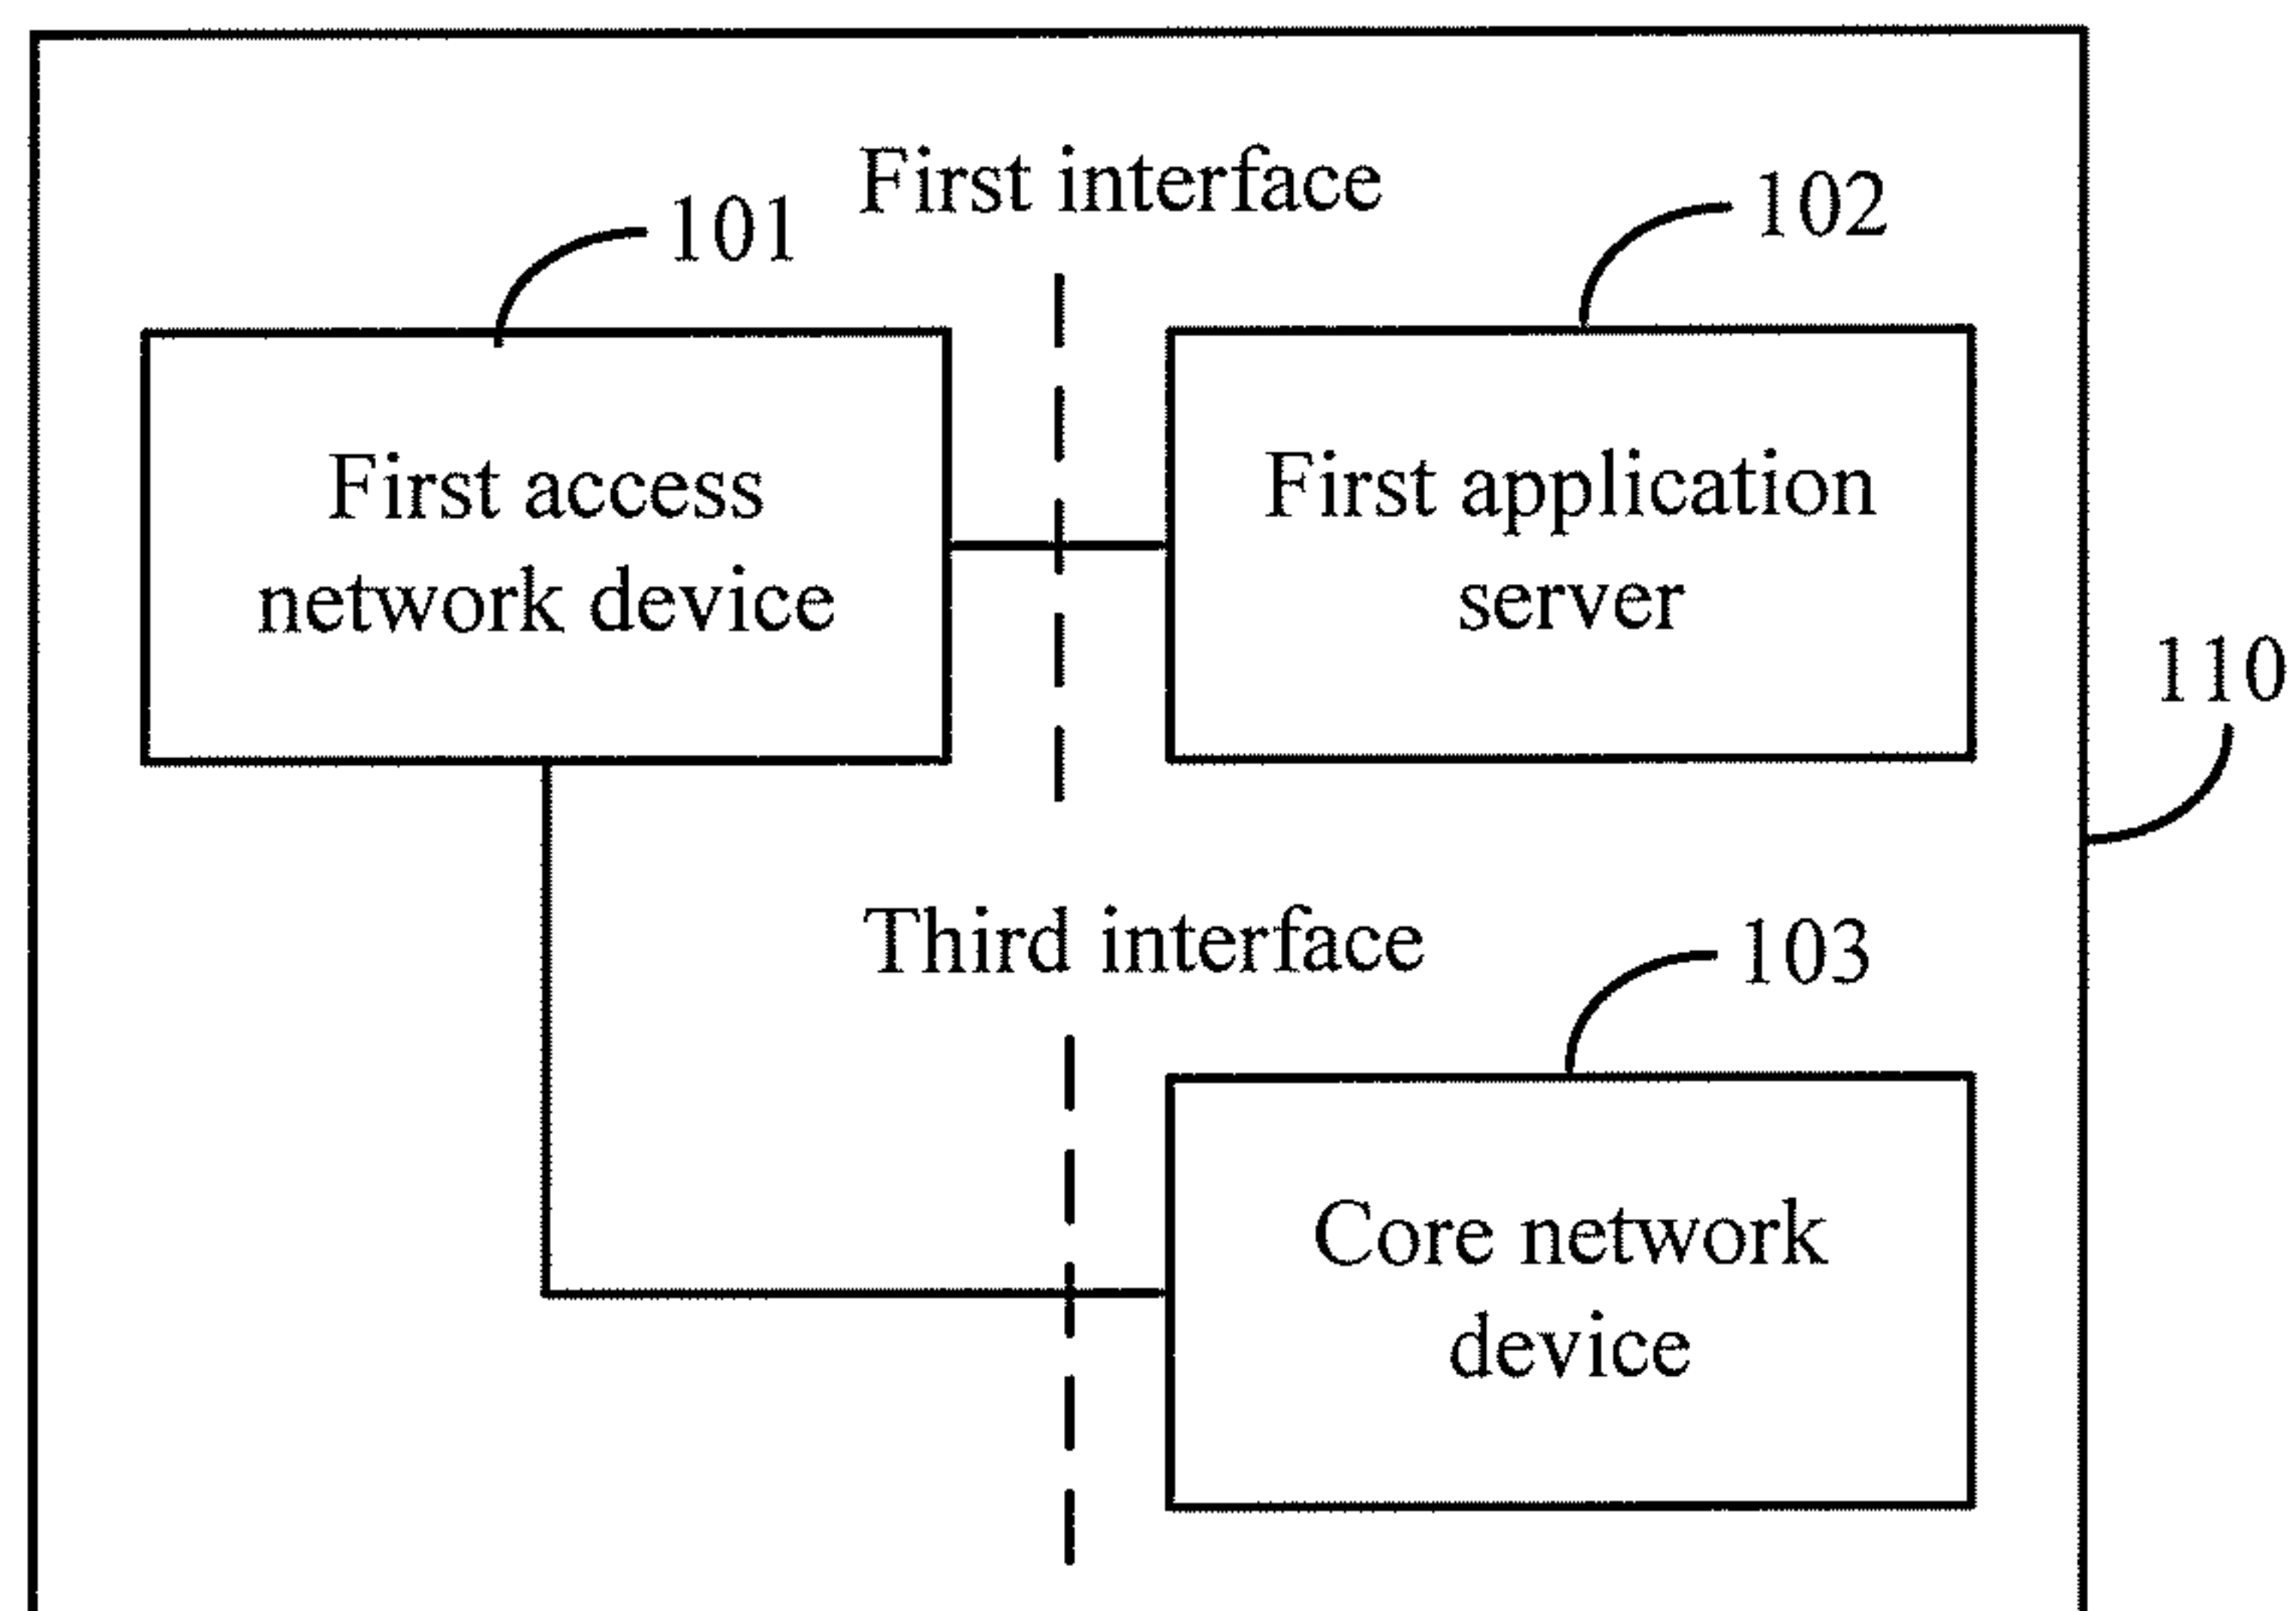 First interface
101
102
First access
network device
First application
server
110
Third interface
103
Core network
device